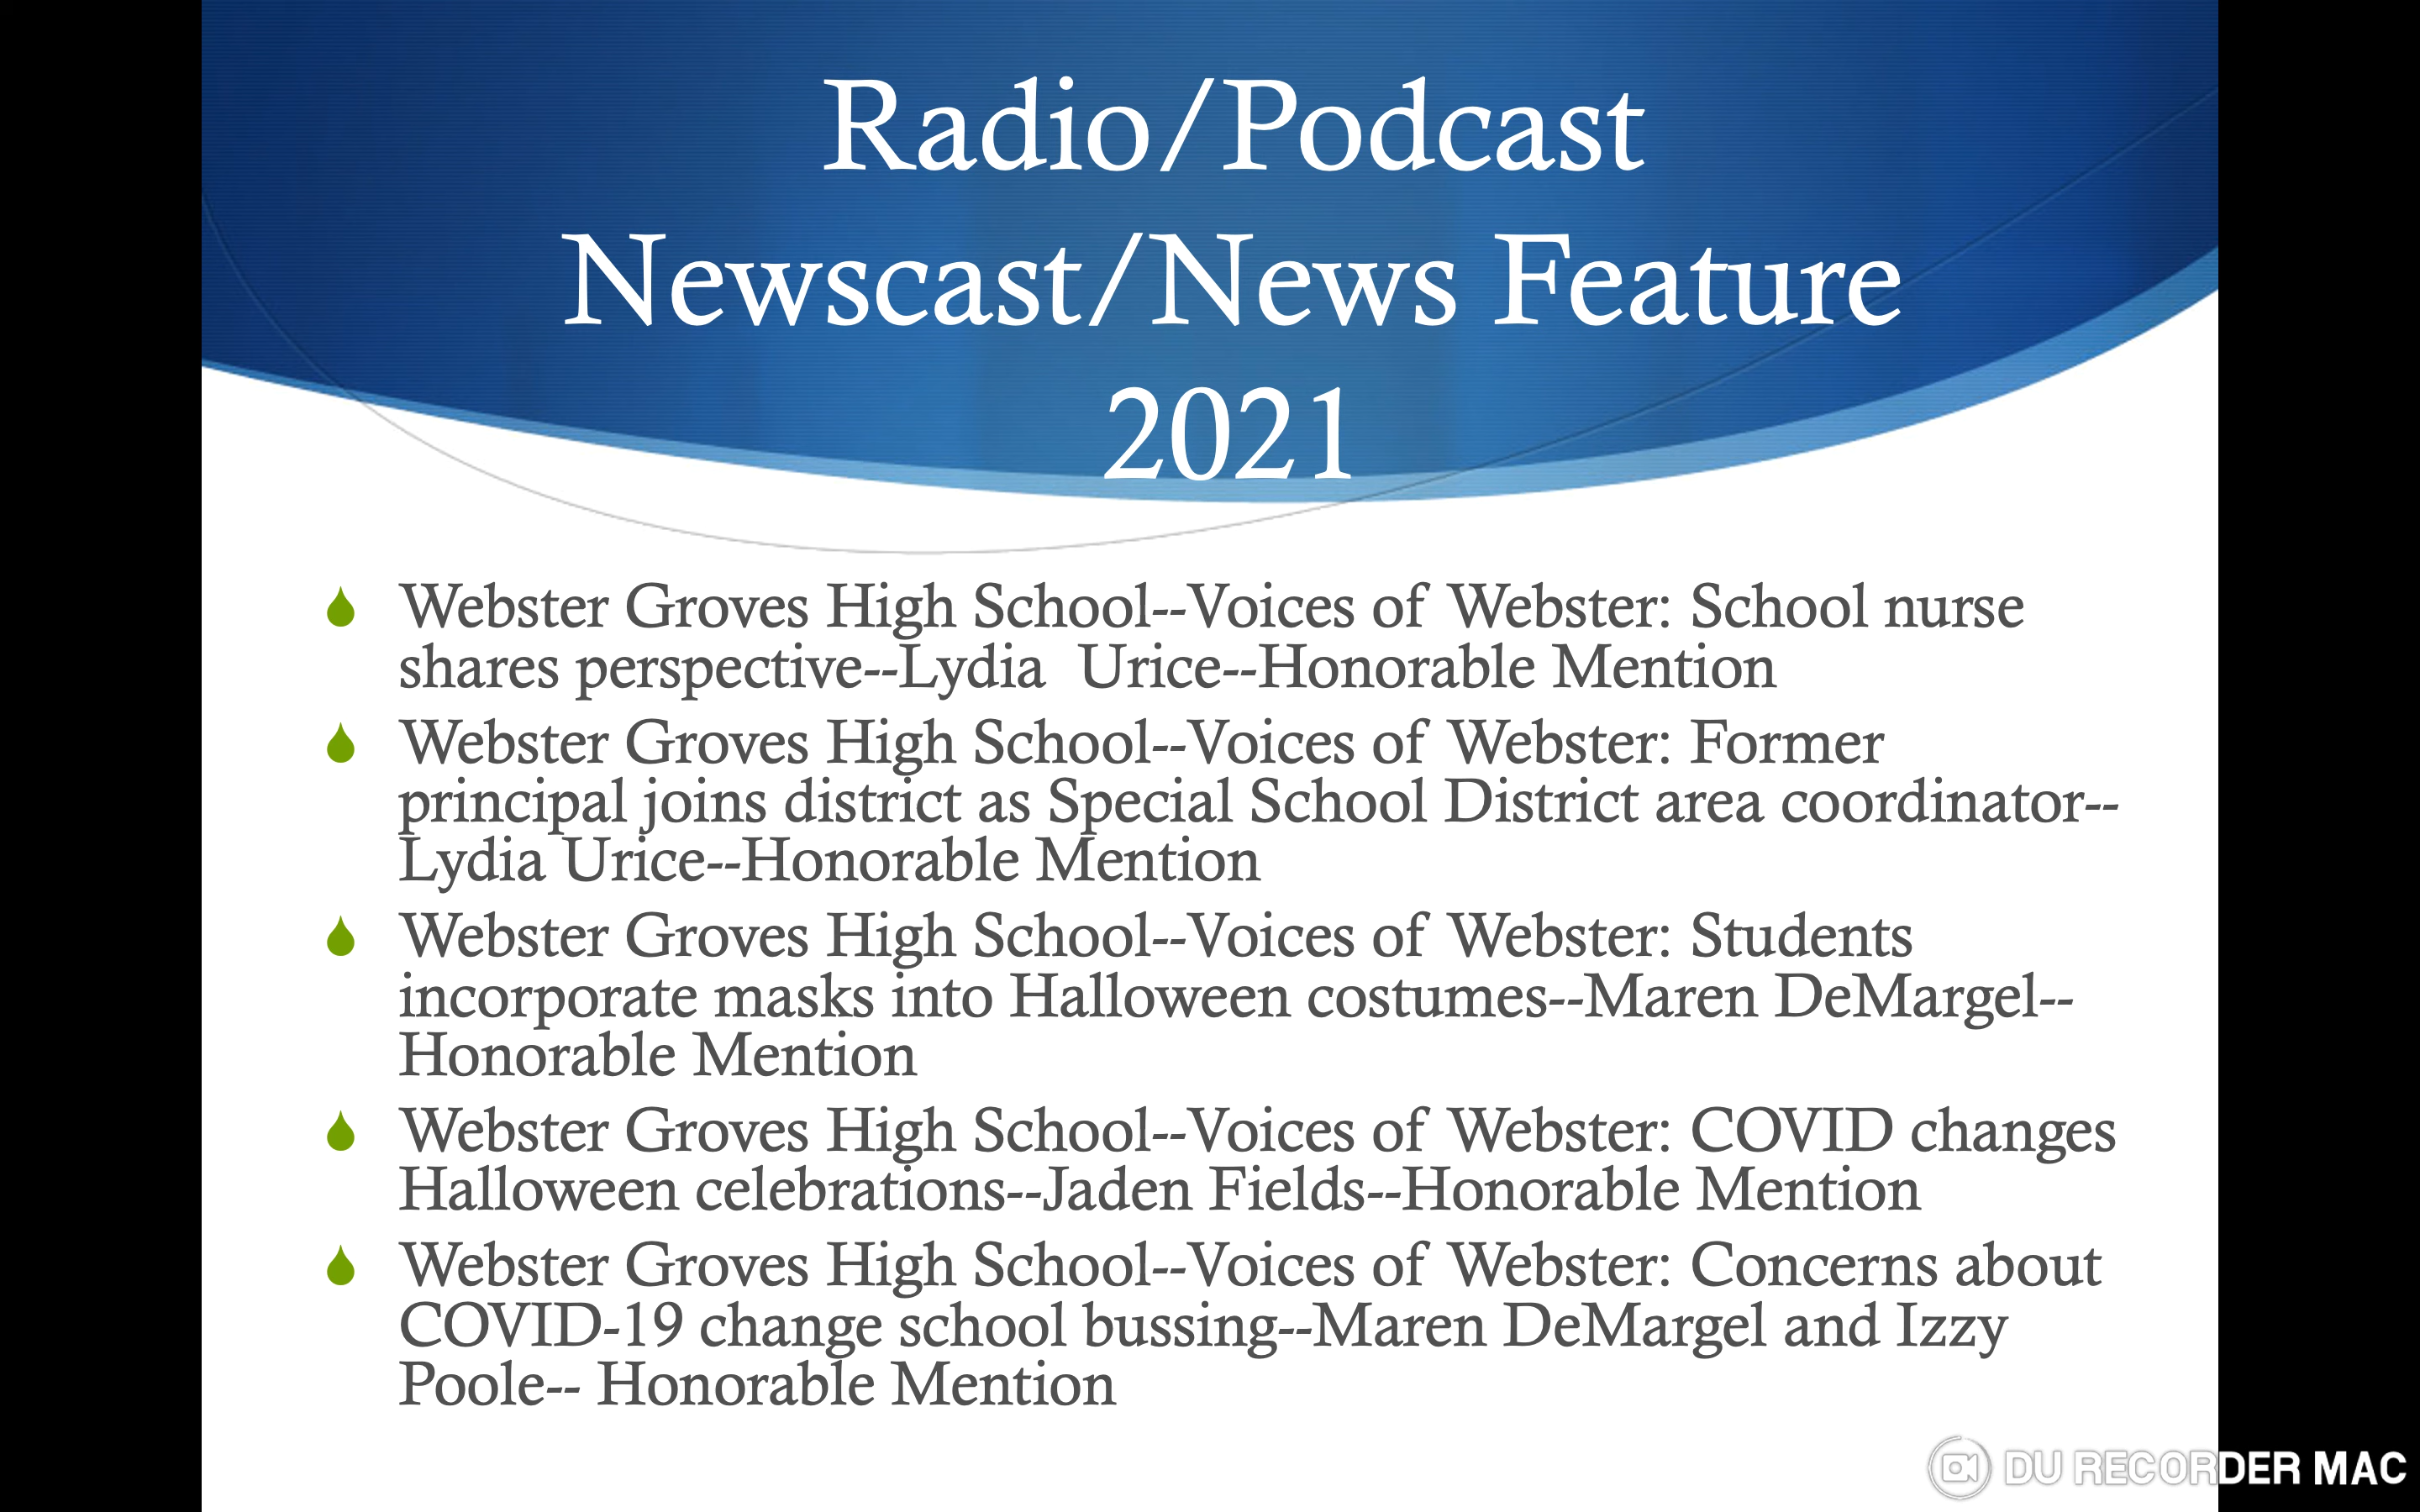 Radio/Podcast
Newscast/News Feature
2021
Webster Groves High School--Voices of Webster: School nurse
shares perspective--Lydia  Urice--Honorable Mention
Webster Groves High School--Voices of Webster: Former
principal joins district as Special School District area coordinator--
Lydia Urice--Honorable Mention
Webster Groves High School--Voices of Webster: Students
incorporate masks into Halloween costumes--Maren DeMargel--
Honorable Mention
Webster Groves High School--Voices of Webster: COVID changes
Halloween celebrations--Jaden Fields--Honorable Mention
Webster Groves High School--Voices of Webster: Concerns about
COVID-19 change school bussing--Maren DeMargel and Izzy
Poole-- Honorable Mention
DU RECORDER MAC